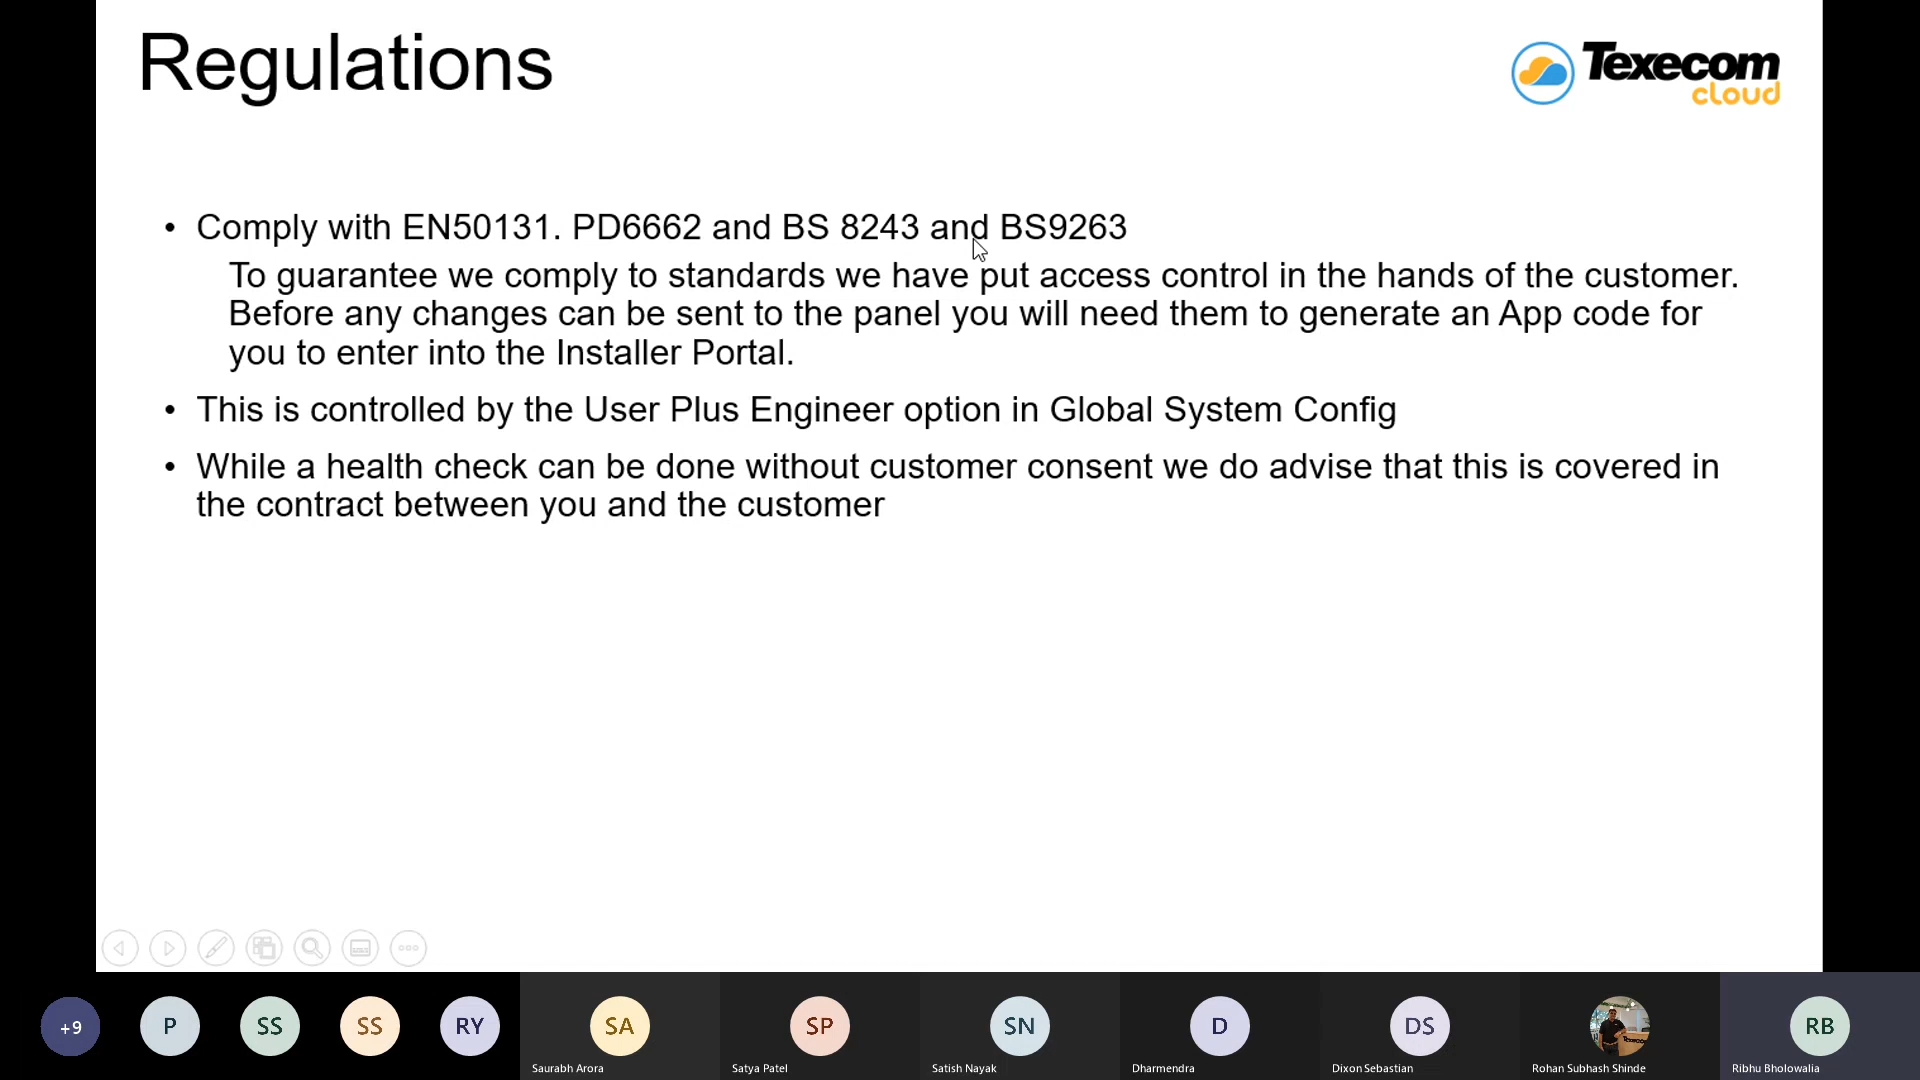 Regulations
Texecom
cloud
• Comply with EN50131. PD6662 and BS 8243 and BS9263
To guarantee we comply to standards we have put access control in the hands of the customer.
Before any changes can be sent to the panel you will need them to generate an App code for
you to enter into the Installer Portal.
• This is controlled by the User Plus Engineer option in Global System Config
• While a health check can be done without customer consent we do advise that this is covered in
the contract between you and the customer
+9
P
SS
SS
RY
SA
SP
SN
D
DS
RB
Saurabh Arora
Satya Patel
Satish Nayak
Dharmendra
Dixon Sebastian
Rohan Subhash Shinde
Ribhu Bholowalia